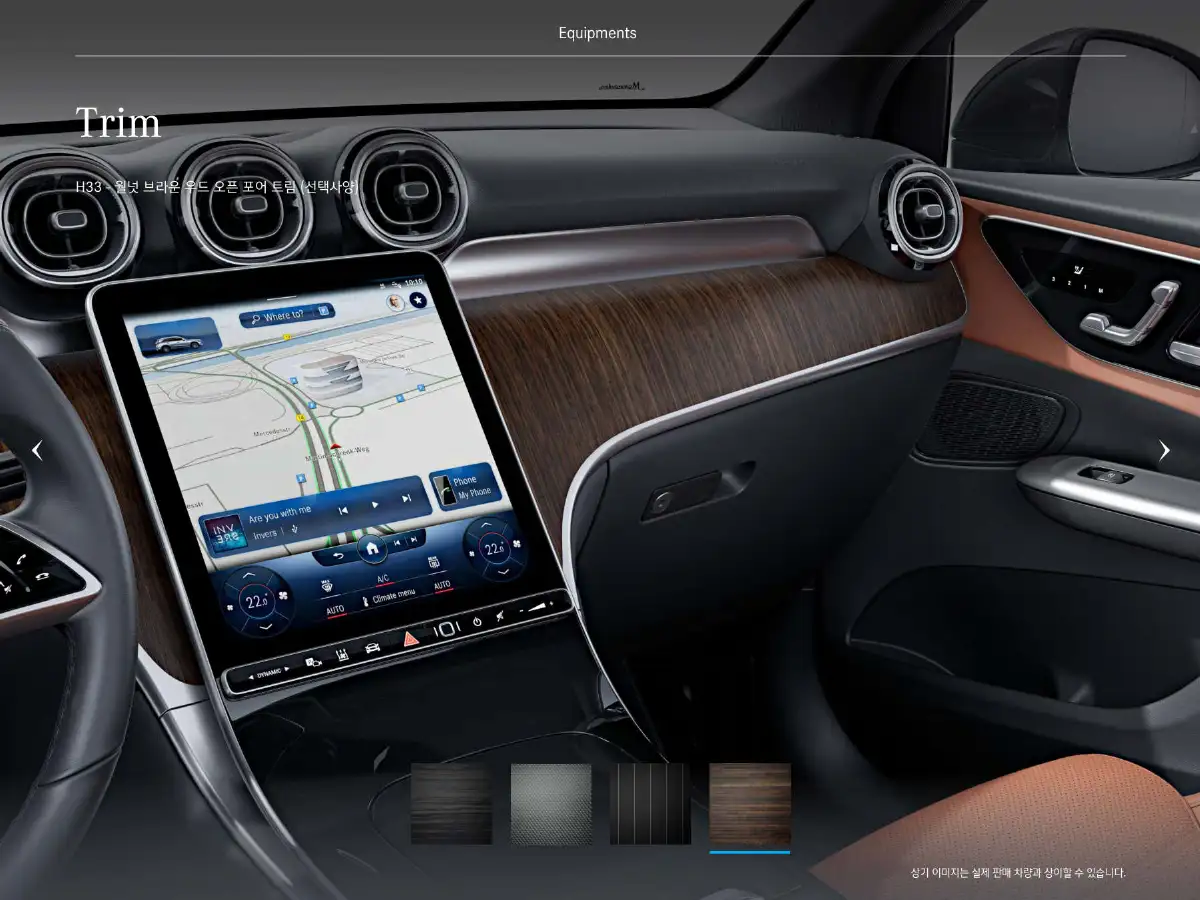 Equipments
Trim
H33 - 월넛 브라운 우드 오픈 포어 트림 (선택사양)
10:10
Where to?
Mercedesstr.
Are you with me
Invers
Phone
My Phone
22.0
22.0
A/C
AUTO
Climate menu
AUTO
DYNAMIC
상기 이미지는 실제 판매 차량과 상이할 수 있습니다.